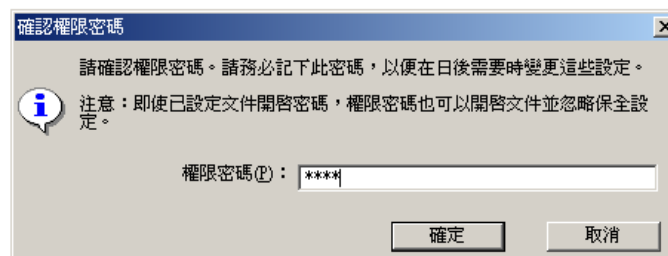 確認權限密碼
請確認權限密碼。請務必記下此密碼，以便在日後需要時變更這些設定。
注意：即使已設定文件開啓密碼，權限密碼也可以開啓文件並忽略保全設
定。
權限密碼(P)： ****
確定 取消